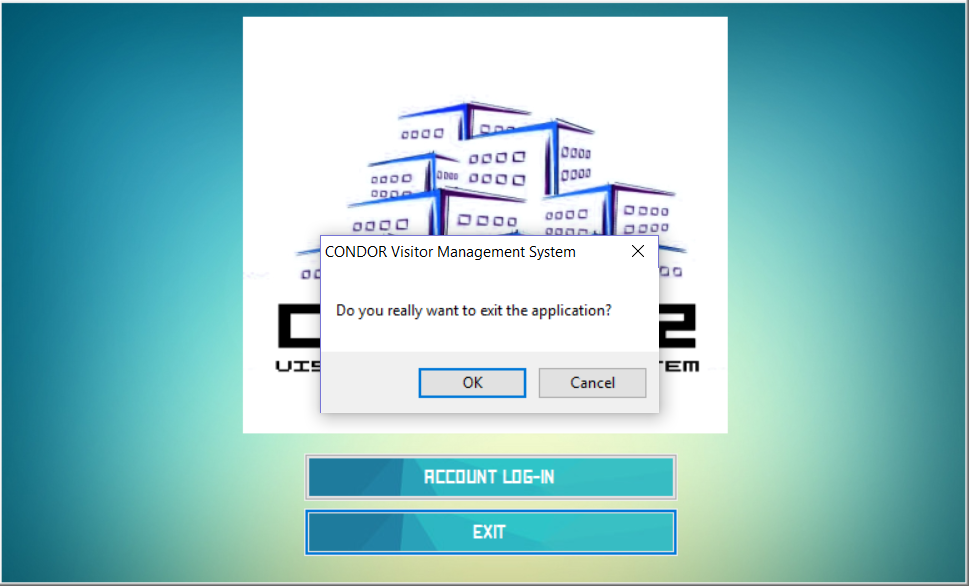 CONDOR Visitor Management System
Do you really want to exit the application?
OK
Cancel
ACCOUNT LOG-IN
EXIT